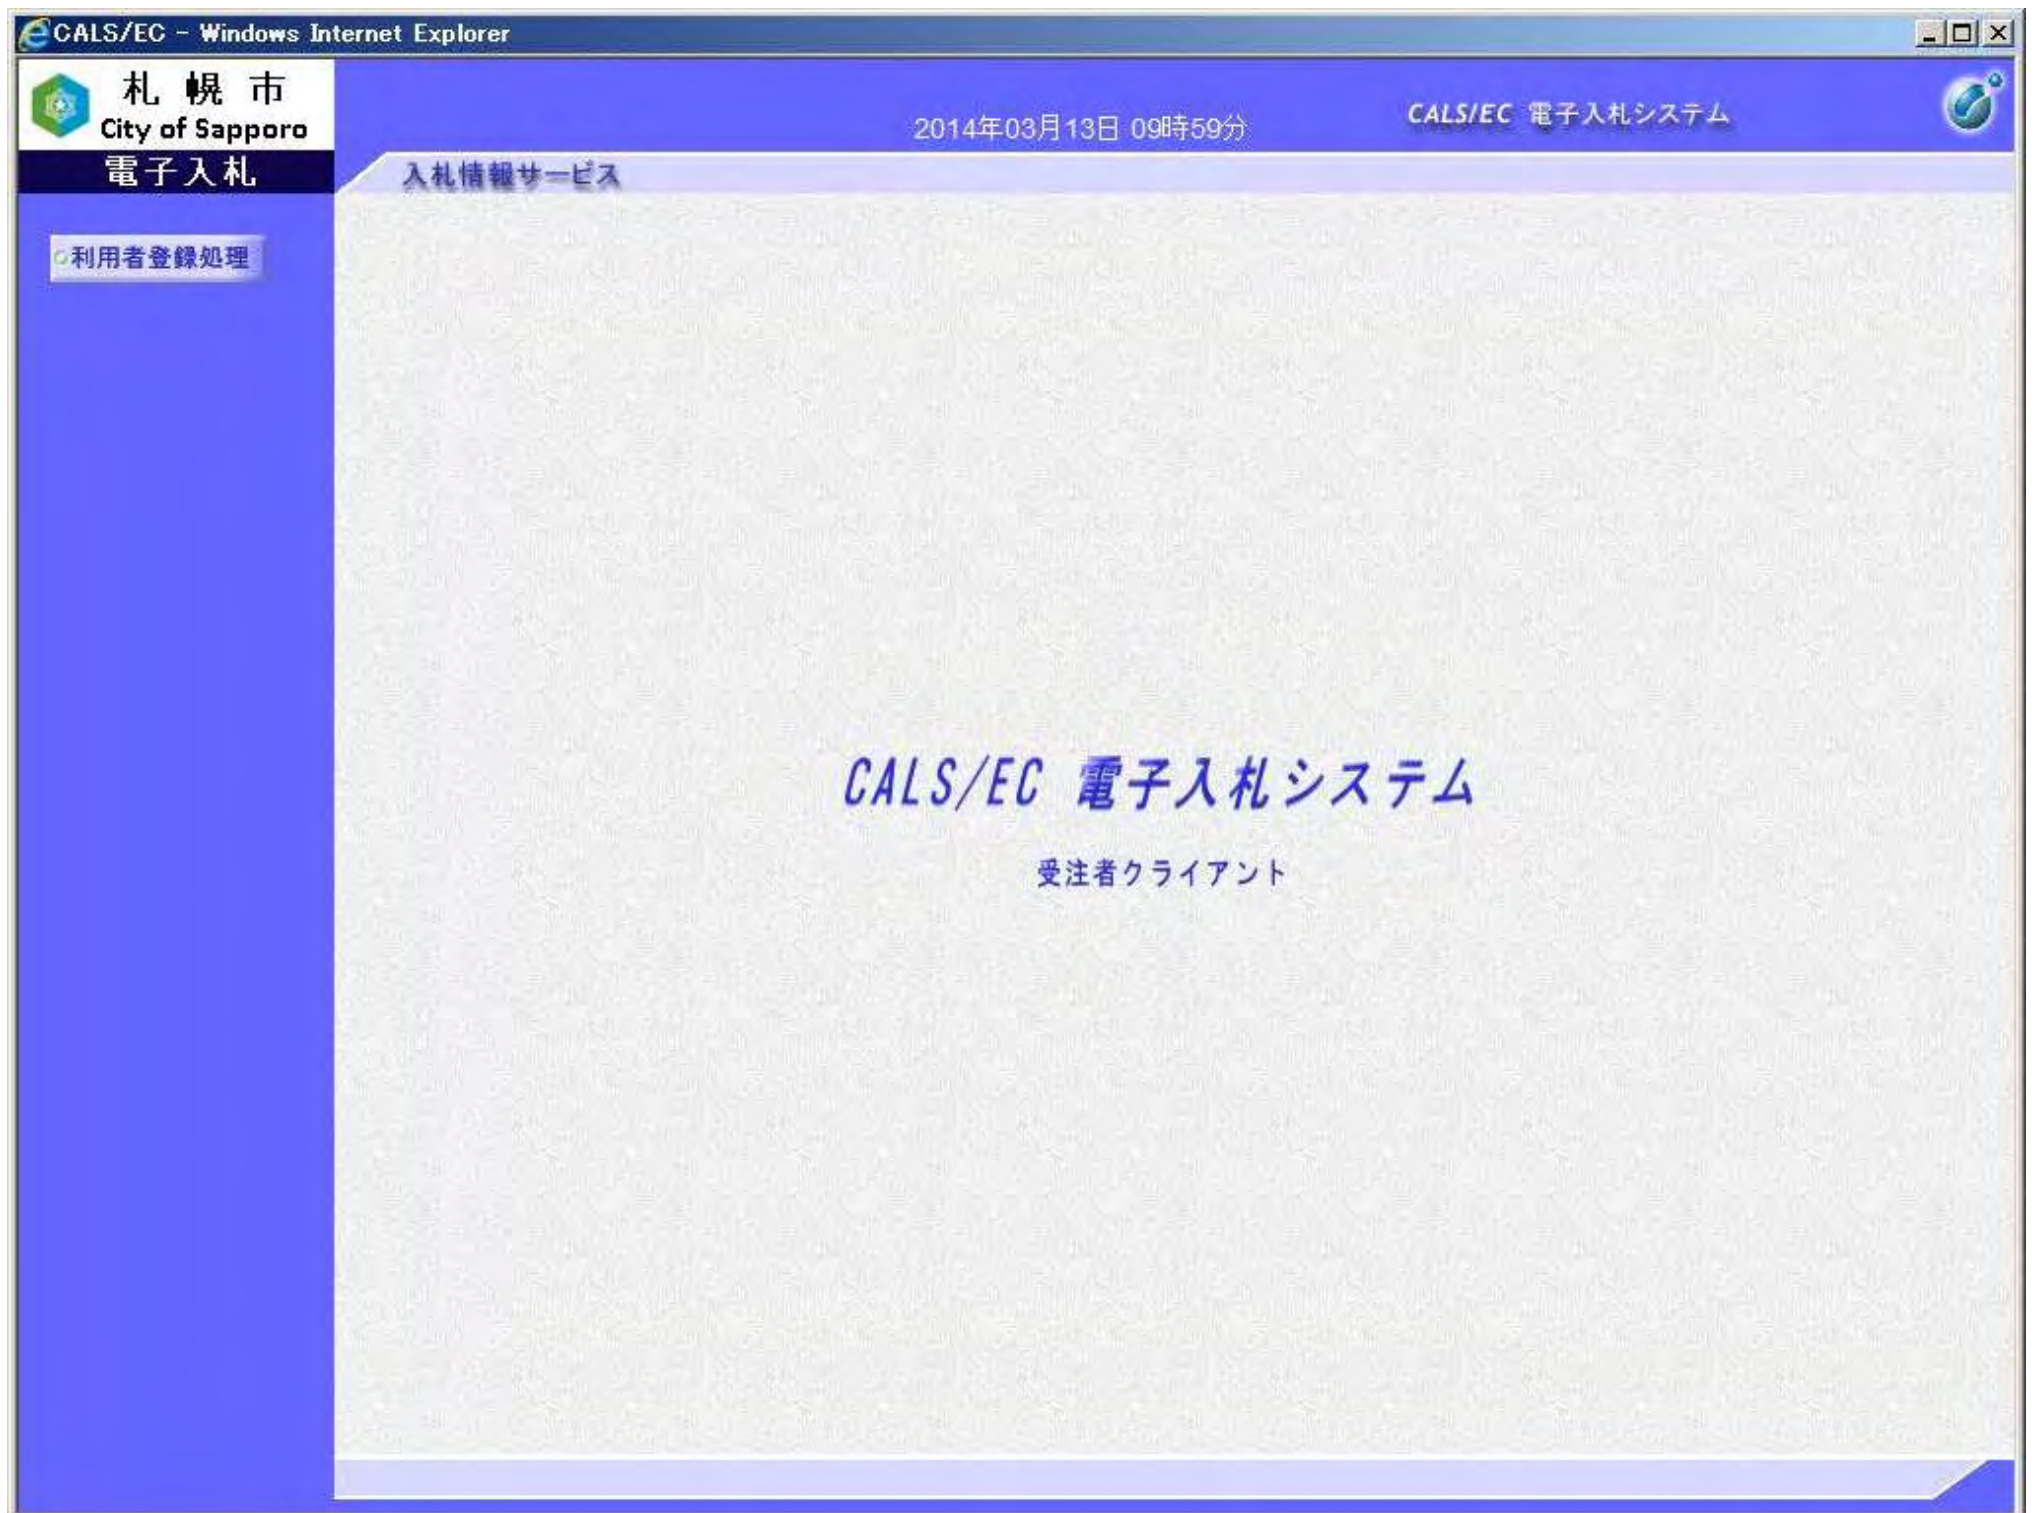 CALS/EC - Windows Internet Explorer
札幌市
City of Sapporo
電子入札
2014年03月13日 09時59分
CALS/EC 電子入札システム
入札情報サービス
利用者登録処理
CALS/EC 電子入札システム
受注者クライアント